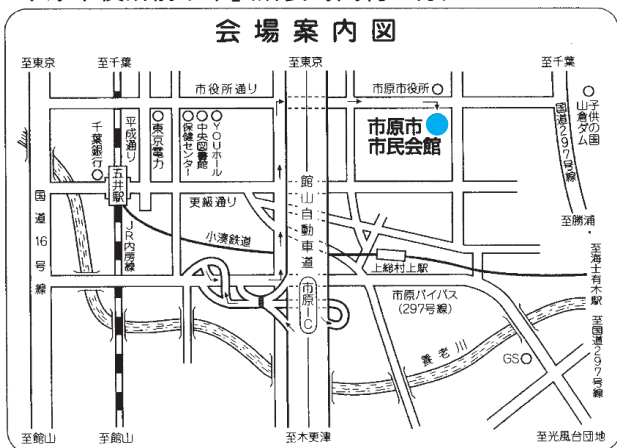 会場案内図
至東京
至千葉
至東京
至千葉
市役所通り
市原市役所
市原市
市民会館
子供の国
山倉ダム
国道297号線
千葉銀行
平成通り
東京電力
保健センター
中央図書館
YOUホール
五井駅
更級通り
国道16号線
JR内房線
小湊鉄道
館山自動車道
市原IC
上総村上駅
至勝浦
至海士有木駅
至国道297号線
市原バイパス
(297号線)
養老川
GS
至館山
至館山
至木更津
至光風台団地